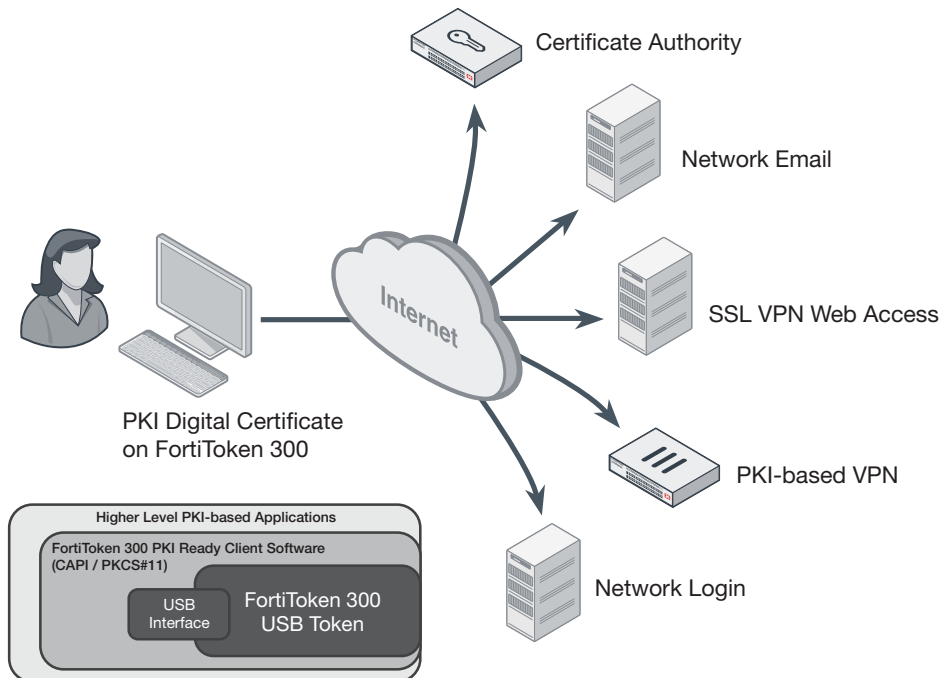 Certificate Authority
Network Email
Internet
SSL VPN Web Access
PKI Digital Certificate
on FortiToken 300
PKI-based VPN
Higher Level PKI-based Applications
FortiToken 300 PKI Ready Client Software
(CAPI / PKCS#11)
USB
Interface
FortiToken 300
USB Token
Network Login